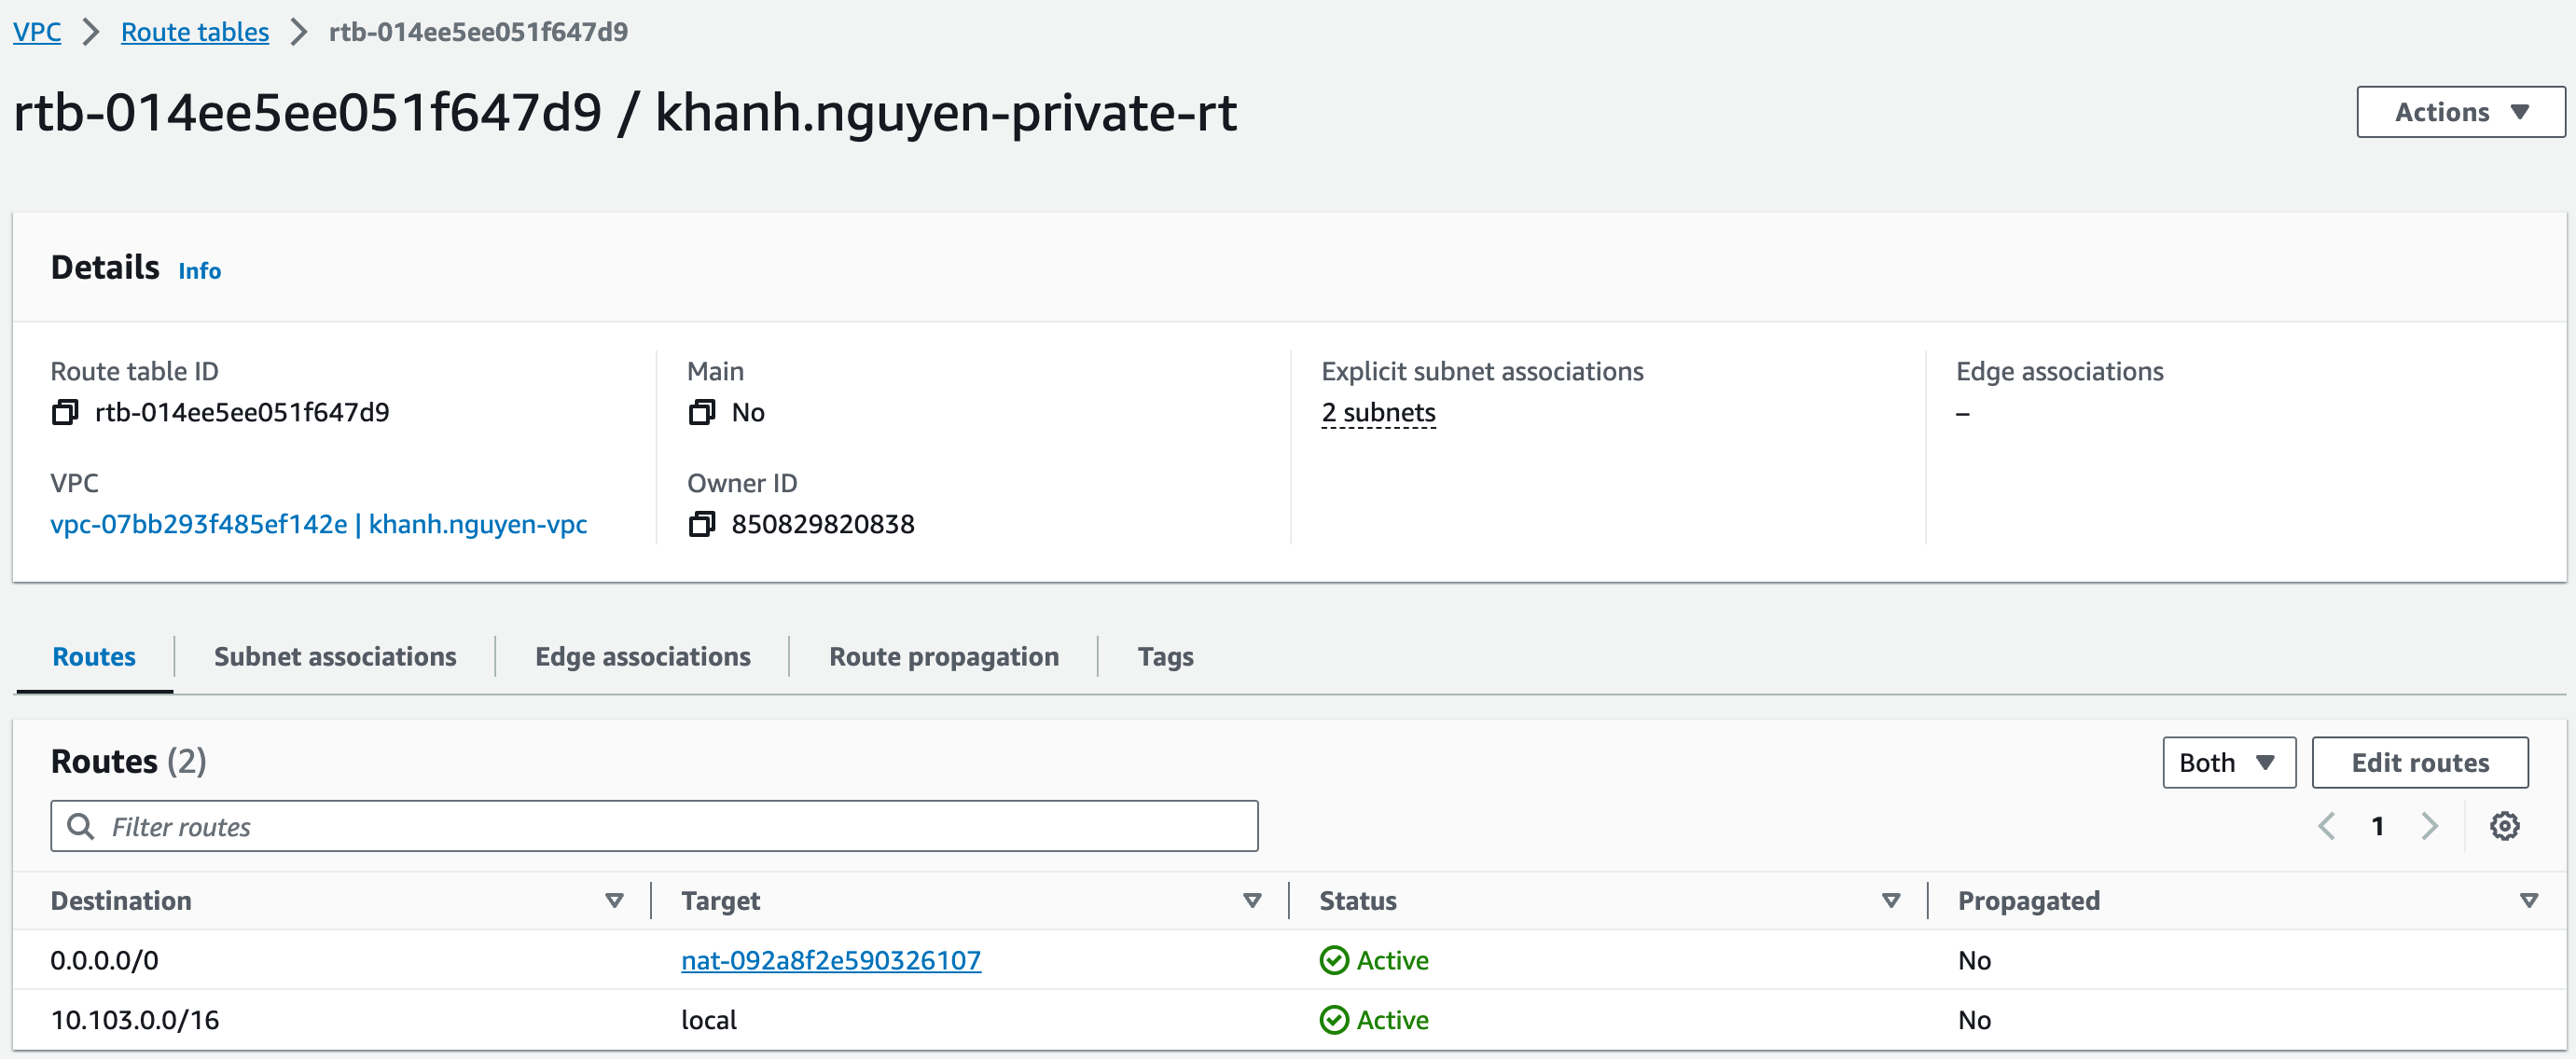 VPC > Route tables > rtb-014ee5ee051f647d9
rtb-014ee5ee051f647d9 / khanh.nguyen-private-rt
Actions
Details Info
Route table ID
rtb-014ee5ee051f647d9
Main
No
Explicit subnet associations
2 subnets
Edge associations
–
VPC
vpc-07bb293f485ef142e | khanh.nguyen-vpc
Owner ID
850829820838
Routes Subnet associations Edge associations Route propagation Tags
Routes (2)
Both Edit routes
Filter routes
1
Destination Target Status Propagated
0.0.0.0/0 nat-092a8f2e590326107 Active No
10.103.0.0/16 local Active No